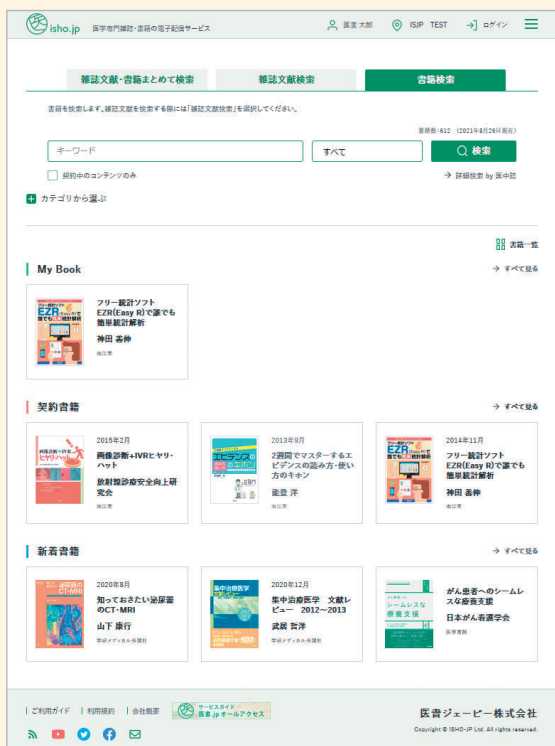 isho.jp 医学専門雑誌・書籍の電子配信サービス
医書 太郎
ISJP TEST
ログイン
雑誌文献・書籍まとめて検索
雑誌文献検索
書籍検索
書籍を検索します。雑誌文献を検索する際には「雑誌文献検索」を選択してください。
書籍数:612 (2021年8月26日現在)
キーワード
すべて
検索
契約中のコンテンツのみ
→ 詳細検索 by 医中誌
カテゴリから選ぶ
書籍一覧
My Book
→ すべて見る
フリー統計ソフト
EZR(Easy R)で誰でも
簡単統計解析
神田 善伸
南江堂
契約書籍
→ すべて見る
2015年2月
画像診断+IVRヒヤリ・
ハット
放射線診療安全向上研
究会
南江堂
2013年9月
2週間でマスターするエ
ビデンスの読み方・使い
方のキホン
能登 洋
南江堂
2014年11月
フリー統計ソフト
EZR(Easy R)で誰でも
簡単統計解析
神田 善伸
南江堂
新着書籍
→ すべて見る
2020年8月
知っておきたい泌尿器
のCT・MRI
山下 康行
学研メディカル秀潤社
2020年12月
集中治療医学 文献レ
ビュー 2012~2013
武居 哲洋
学研メディカル秀潤社
がん患者へのシームレ
スな療養支援
日本がん看護学会
医学書院
ご利用ガイド
利用規約
会社概要
サービスガイド
医書.jp オールアクセス
医書ジェーピー株式会社
Copyright © ISHO-JP Ltd. All rights reserved.